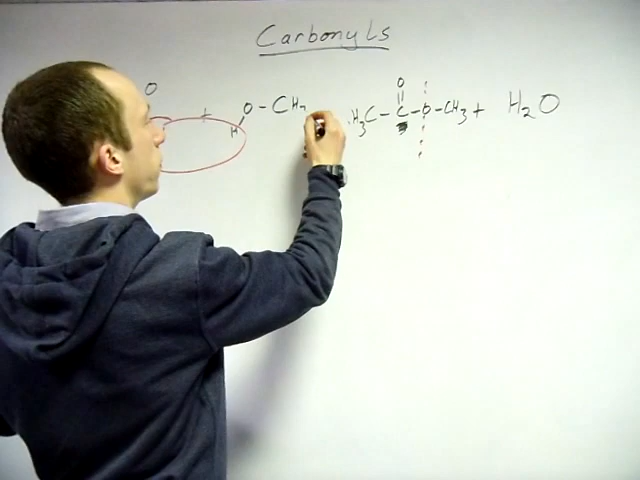 Carbonyls
O
+ O - CH3
H
O
||
H3C - C - O - CH3 + H2O